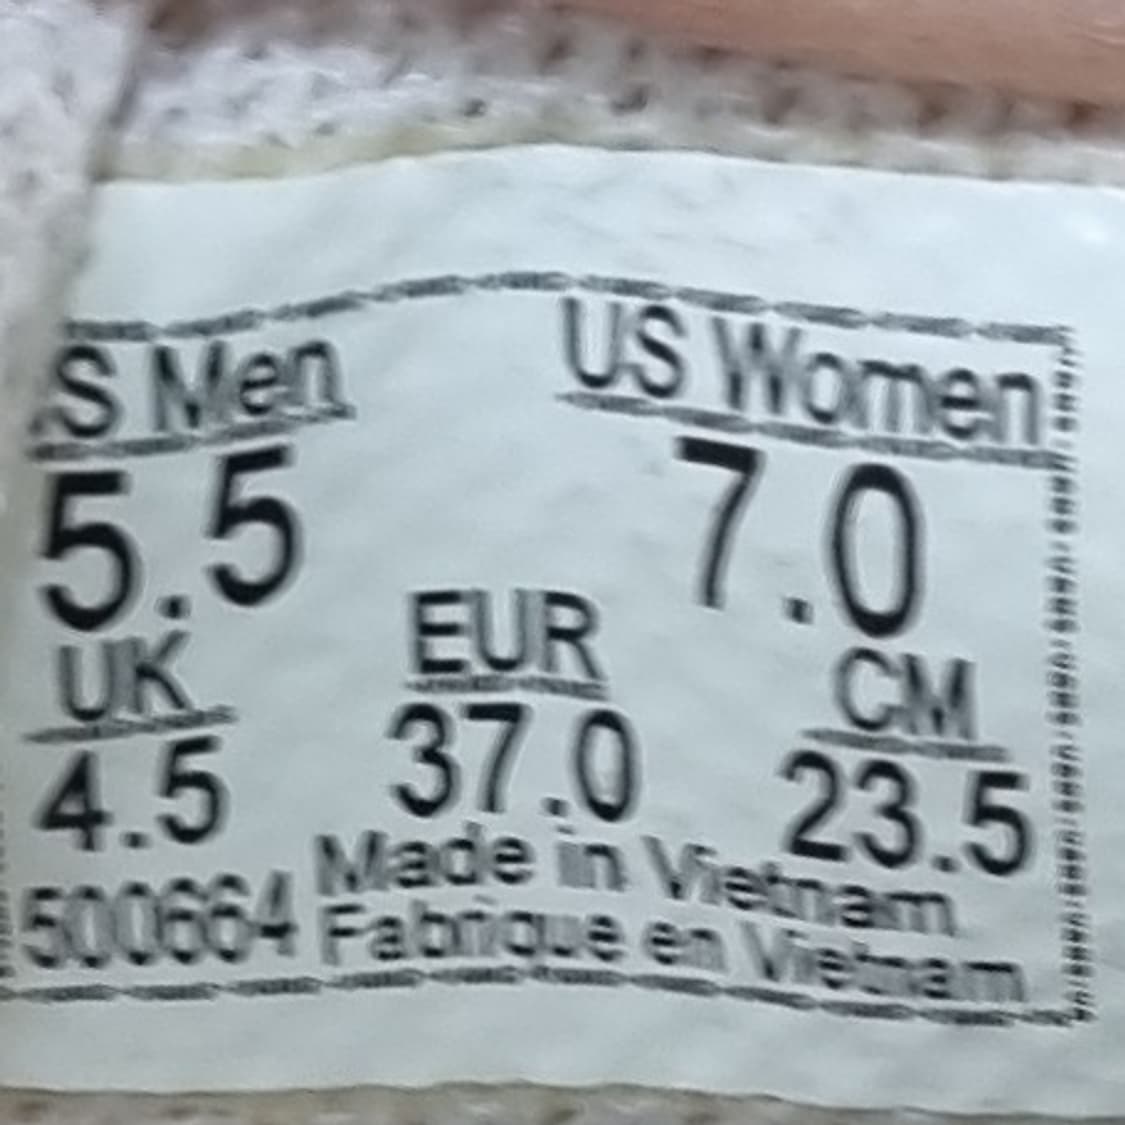 S Men US Women
5.5 7.0
UK EUR CM
4.5 37.0 23.5
500664 Made in Vietnam
Fabrique en Vietnam